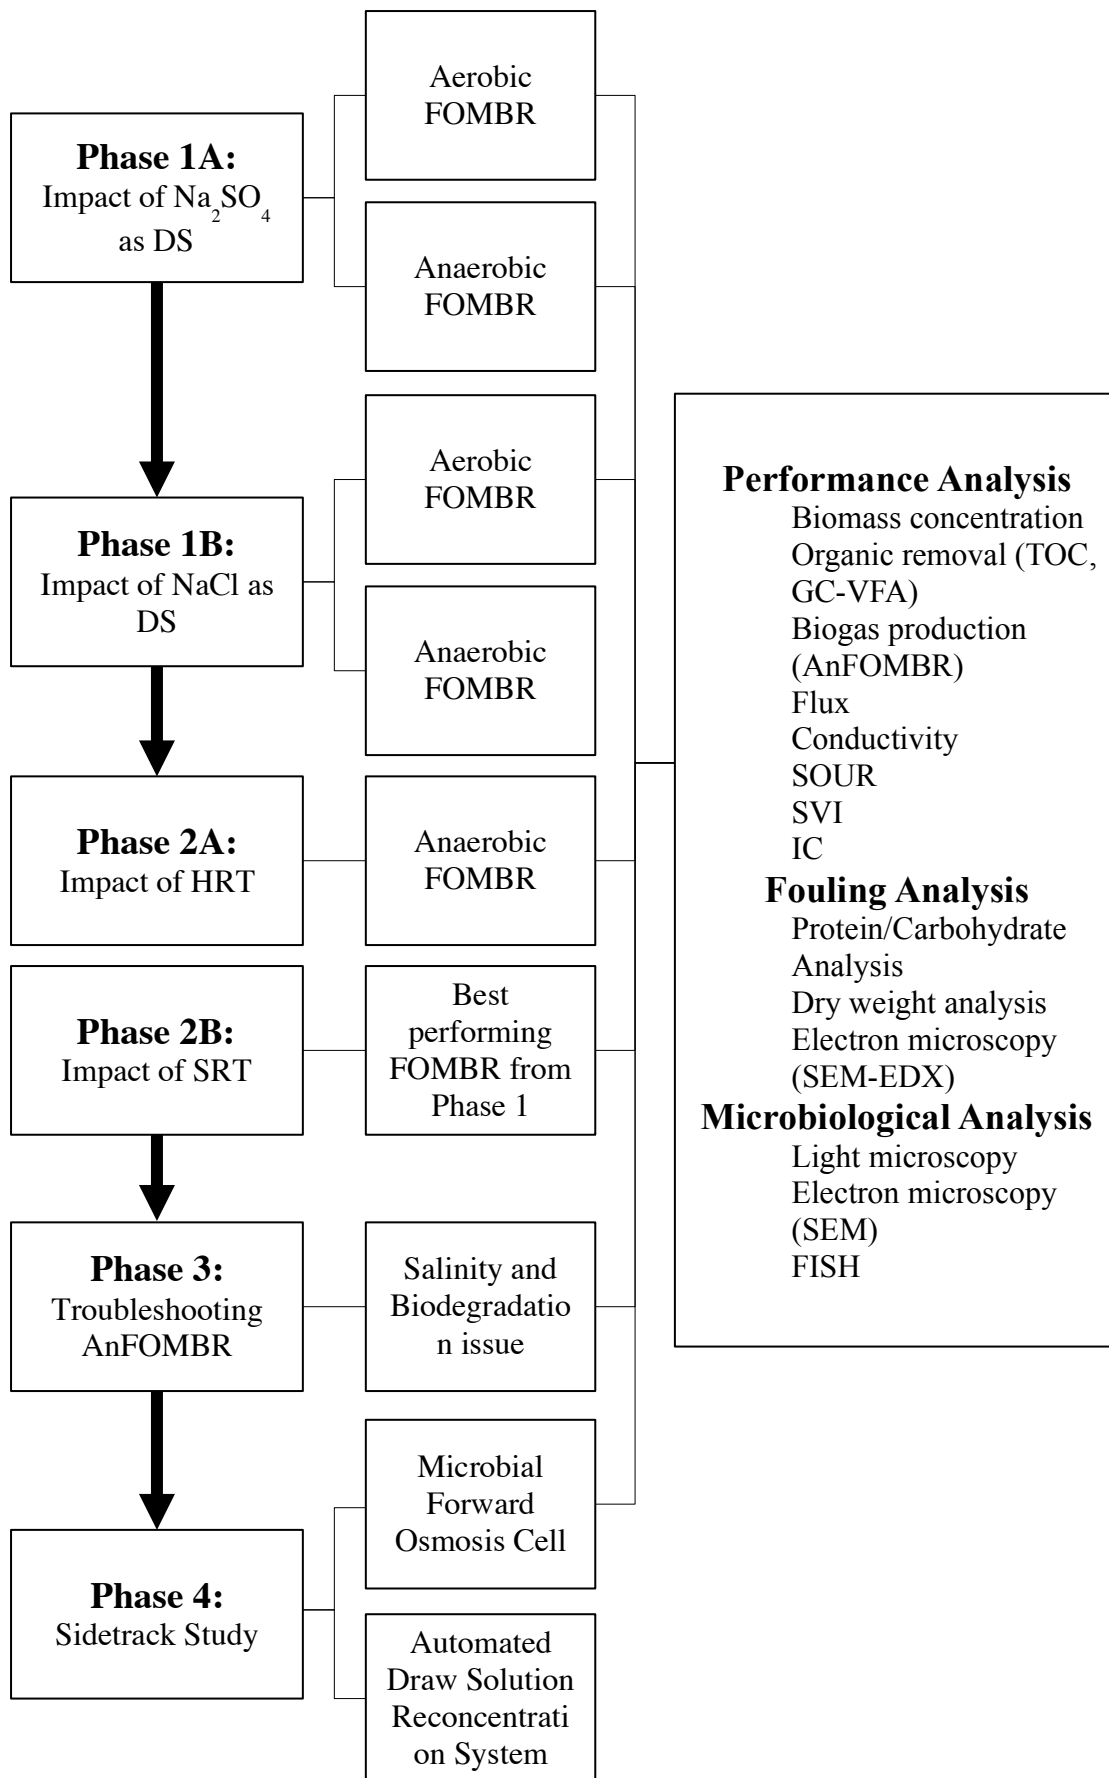 Phase 1A:
Impact of Na₂SO₄
as DS
Aerobic
FOMBR
Anaerobic
FOMBR
Phase 1B:
Impact of NaCl as
DS
Aerobic
FOMBR
Anaerobic
FOMBR
Phase 2A:
Impact of HRT
Anaerobic
FOMBR
Phase 2B:
Impact of SRT
Best
performing
FOMBR from
Phase 1
Phase 3:
Troubleshooting
AnFOMBR
Salinity and
Biodegradatio
n issue
Phase 4:
Sidetrack Study
Microbial
Forward
Osmosis Cell
Automated
Draw Solution
Reconcentrati
on System
Performance Analysis
Biomass concentration
Organic removal (TOC,
GC-VFA)
Biogas production
(AnFOMBR)
Flux
Conductivity
SOUR
SVI
IC
Fouling Analysis
Protein/Carbohydrate
Analysis
Dry weight analysis
Electron microscopy
(SEM-EDX)
Microbiological Analysis
Light microscopy
Electron microscopy
(SEM)
FISH